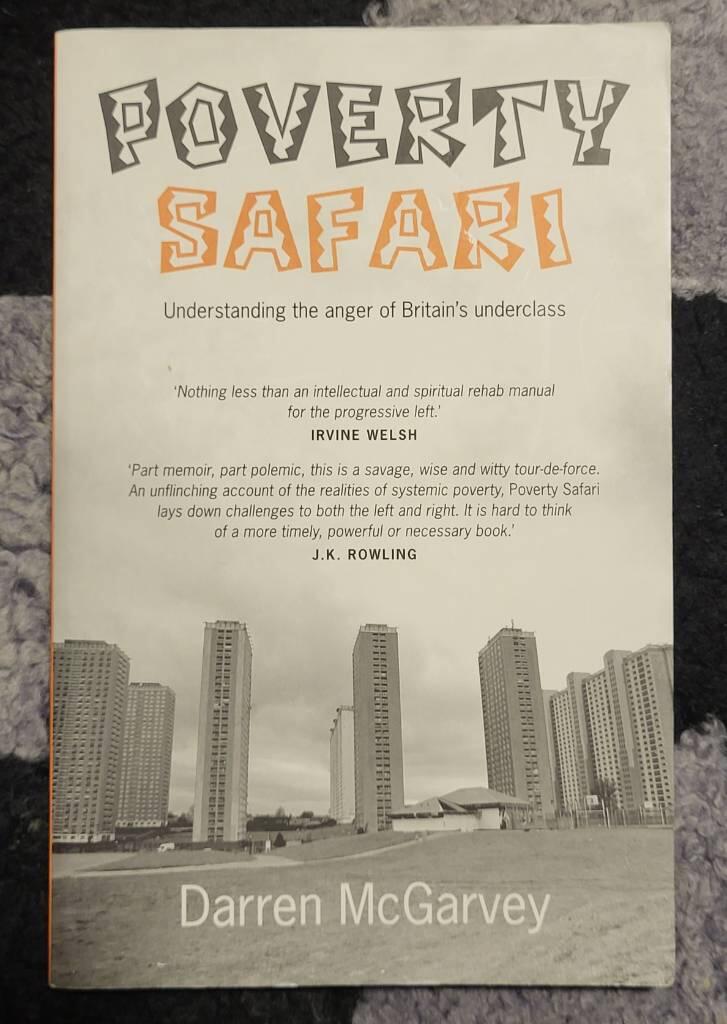 POVERTY
SAFARI
Understanding the anger of Britain's underclass
'Nothing less than an intellectual and spiritual rehab manual
for the progressive left.'
IRVINE WELSH
'Part memoir, part polemic, this is a savage, wise and witty tour-de-force.
An unflinching account of the realities of systemic poverty, Poverty Safari
lays down challenges to both the left and right. It is hard to think
of a more timely, powerful or necessary book.'
J.K. ROWLING
Darren McGarvey